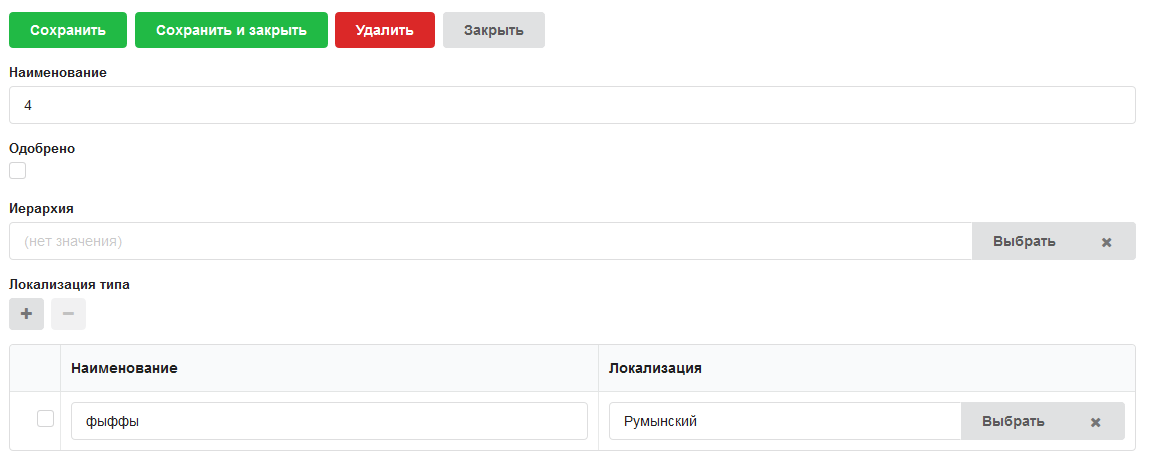 Сохранить Сохранить и закрыть Удалить Закрыть
Наименование
4
Одобрено
Иерархия
(нет значения) Выбрать
Локализация типа
Наименование Локализация
фыффы Румынский Выбрать